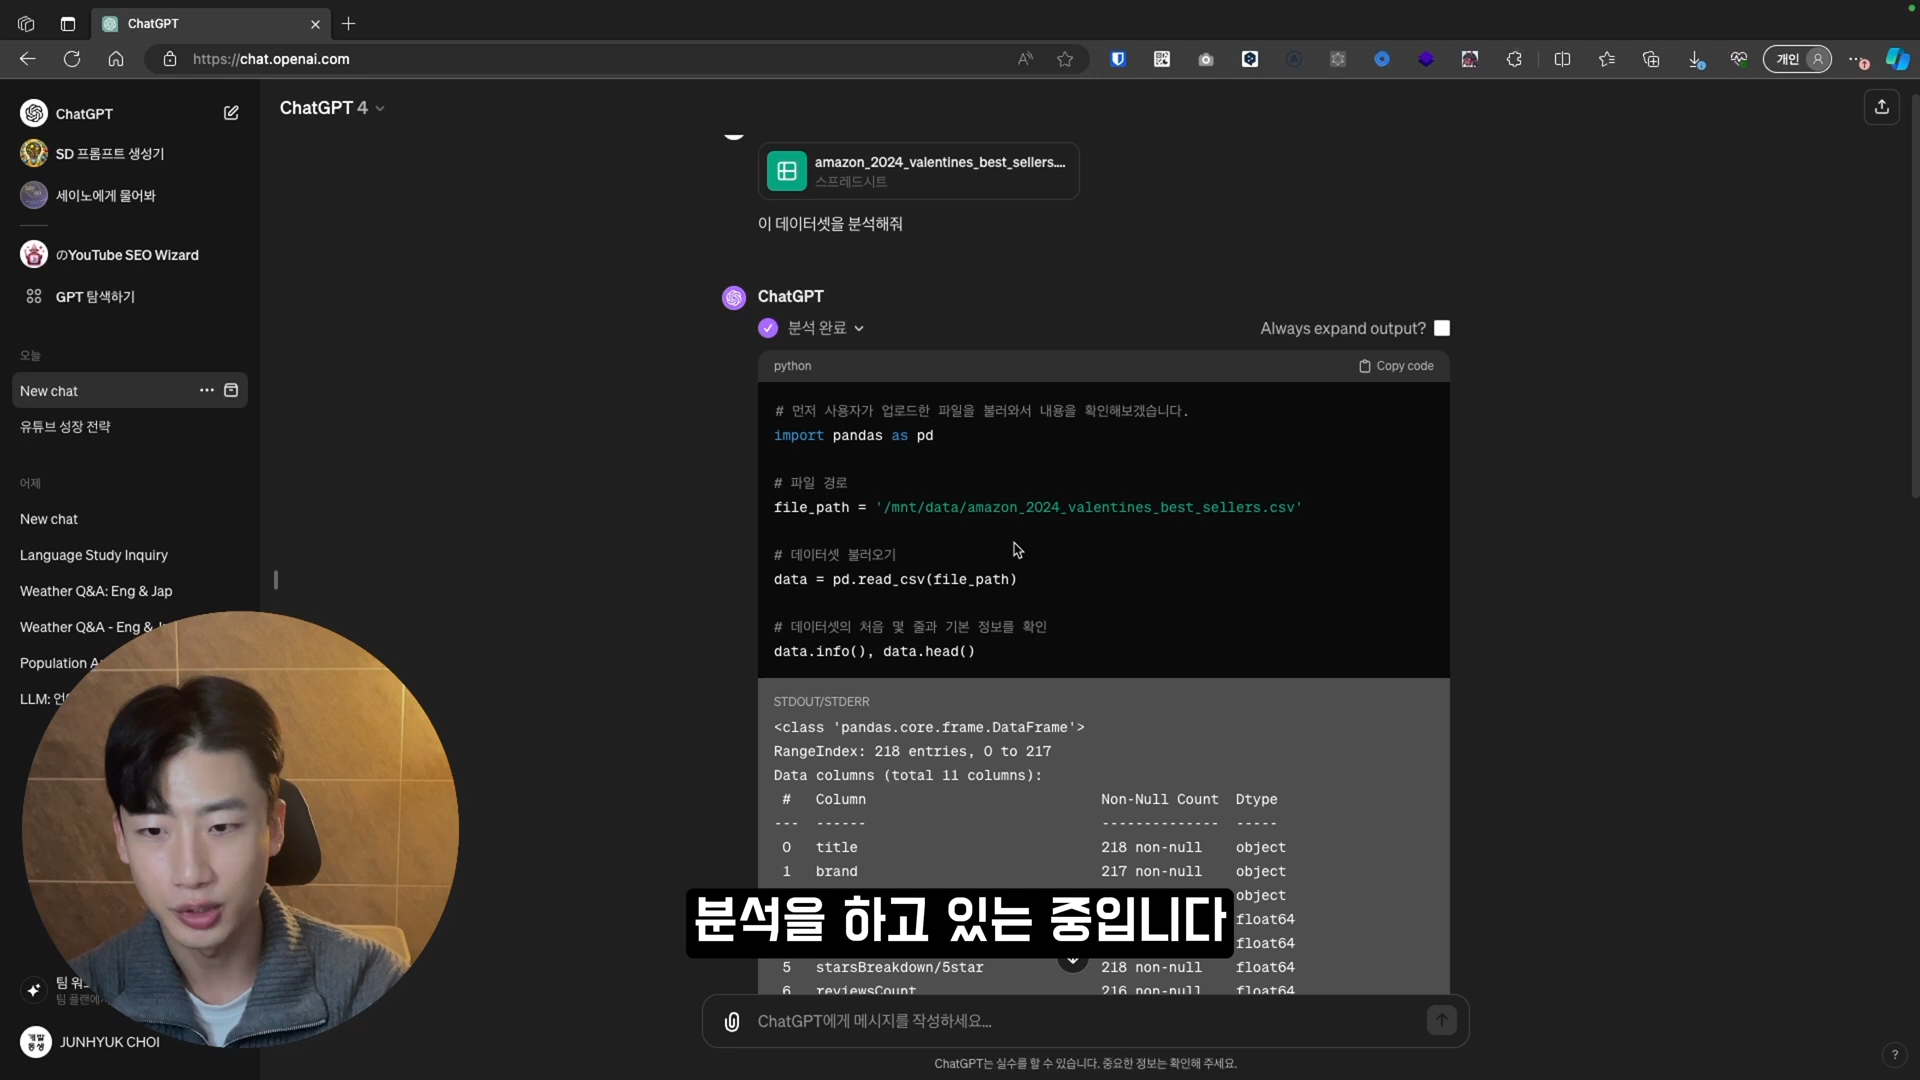 ChatGPT
https://chat.openai.com
개인
ChatGPT
SD 프롬프트 생성기
세이노에게 물어봐
のYouTube SEO Wizard
GPT 탐색하기
오늘
New chat
유튜브 성장 전략
어제
New chat
Language Study Inquiry
Weather Q&A: Eng & Jap
Weather Q&A - Eng &
Population
LLM:
팀
팀 플랜에서
JUNHYUK CHOI
ChatGPT 4
amazon_2024_valentines_best_sellers....
스프레드시트
이 데이터셋을 분석해줘
ChatGPT
분석 완료
Always expand output?
python
Copy code
# 먼저 사용자가 업로드한 파일을 불러와서 내용을 확인해보겠습니다.
import pandas as pd
# 파일 경로
file_path = '/mnt/data/amazon_2024_valentines_best_sellers.csv'
# 데이터셋 불러오기
data = pd.read_csv(file_path)
# 데이터셋의 처음 몇 줄과 기본 정보를 확인
data.info(), data.head()
STDOUT/STDERR
<class 'pandas.core.frame.DataFrame'>
RangeIndex: 218 entries, 0 to 217
Data columns (total 11 columns):
# Column Non-Null Count Dtype
--- ------ -------------- -----
0 title 218 non-null object
1 brand 217 non-null object
object
float64
float64
분석을 하고 있는 중입니다
5 starsBreakdown/5star 218 non-null float64
6 reviewsCount 216 non-null float64
ChatGPT에게 메시지를 작성하세요...
ChatGPT는 실수를 할 수 있습니다. 중요한 정보는 확인해 주세요.
?